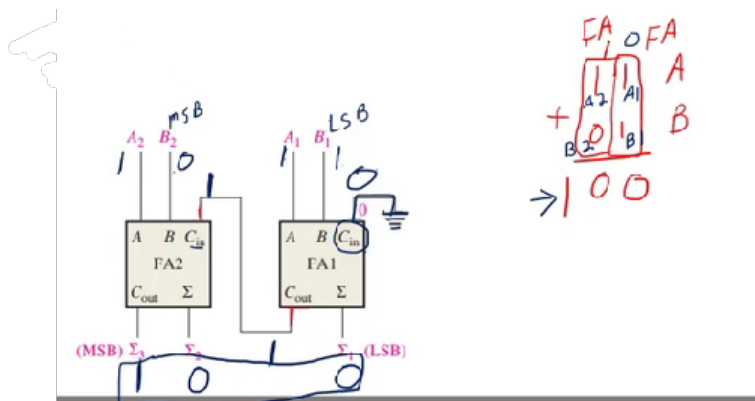 FA 0 FA
1
1 1 A
A2 A1
+ 0 1 B
B2 B1
→ 1 0 0
MSB LSB
A₂ B₂ A₁ B₁
1 0 1 1
1 0
0
A B Cin A B Cin
FA2 FA1
Cout Σ Cout Σ
(MSB) Σ₃ Σ₂ 1 Σ₁ (LSB)
1 0 0